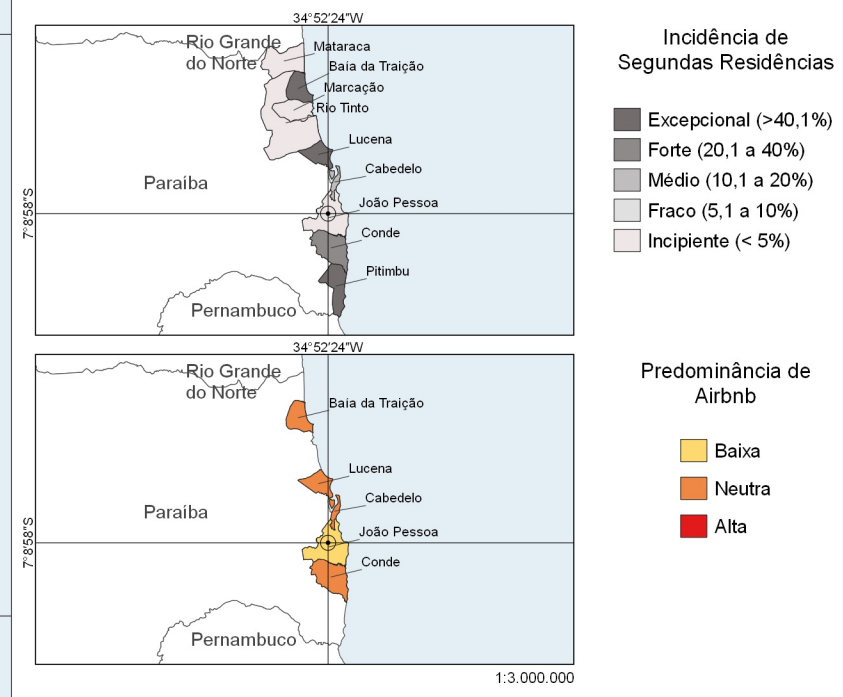 34°52'24"W
Rio Grande
do Norte
Mataraca
Baía da Traição
Marcação
Rio Tinto
Lucena
Cabedelo
Paraíba
João Pessoa
7°8'58"S
Conde
Pitimbu
Pernambuco
Incidência de
Segundas Residências
Excepcional (>40,1%)
Forte (20,1 a 40%)
Médio (10,1 a 20%)
Fraco (5,1 a 10%)
Incipiente (< 5%)
34°52'24"W
Rio Grande
do Norte
Baía da Traição
Lucena
Cabedelo
Paraíba
João Pessoa
7°8'58"S
Conde
Pernambuco
Predominância de
Airbnb
Baixa
Neutra
Alta
1:3.000.000